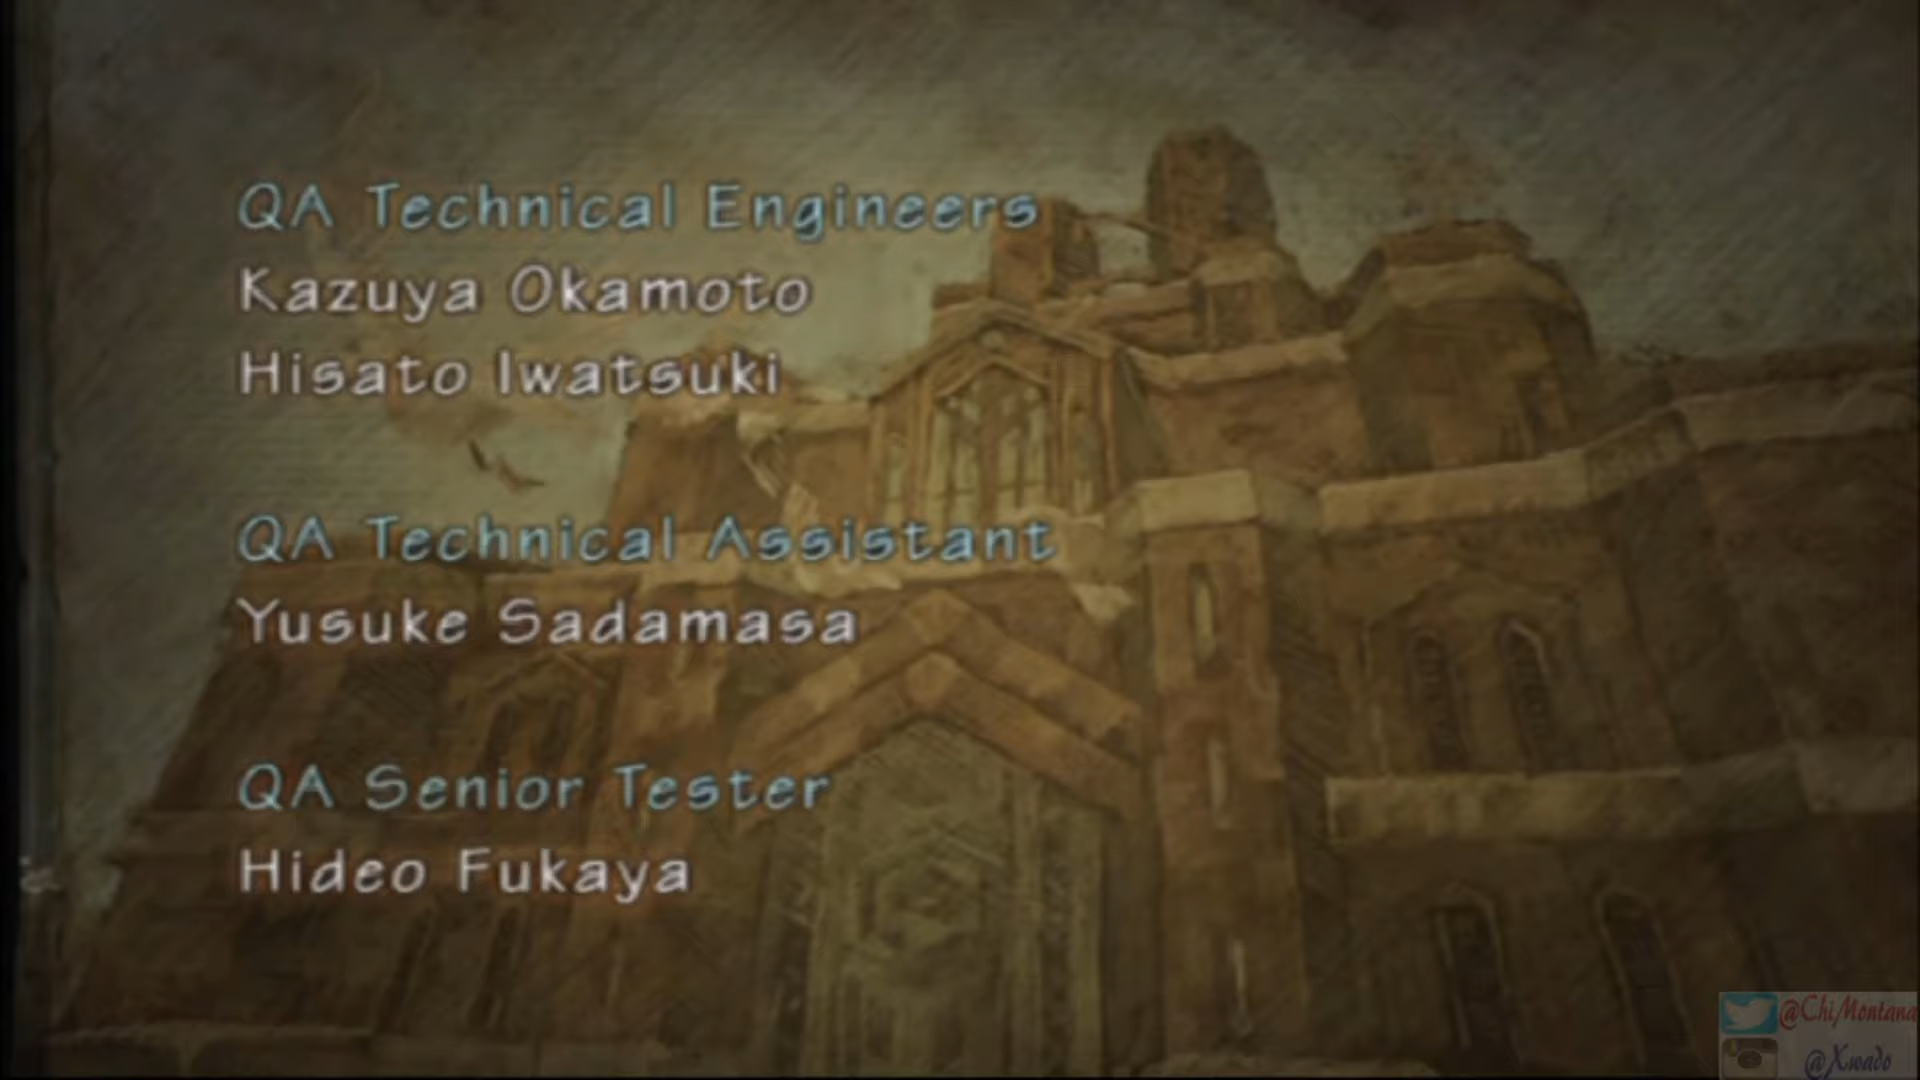 QA Technical Engineers
Kazuya Okamoto
Hisato Iwatsuki
QA Technical Assistant
Yusuke Sadamasa
QA Senior Tester
Hideo Fukaya
@ChiMontana
@Xwado